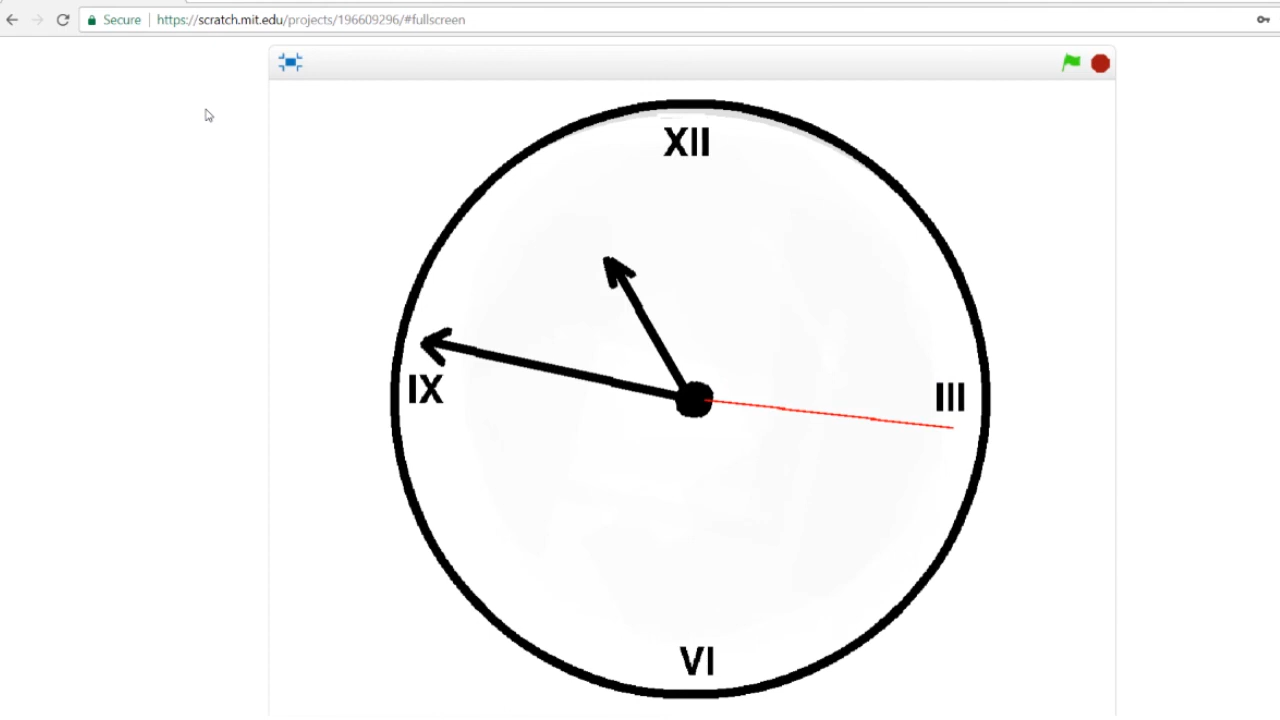 Secure | https://scratch.mit.edu/projects/196609296/#fullscreen
XII
IX
III
VI